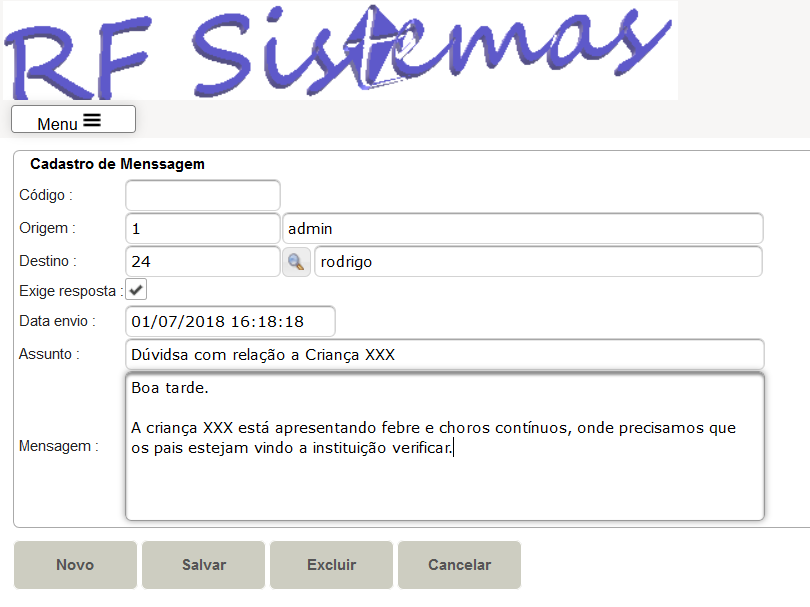 RF Sistemas
Menu
Cadastro de Menssagem
Código :
Origem : 1 admin
Destino : 24 rodrigo
Exige resposta :
Data envio : 01/07/2018 16:18:18
Assunto : Dúvidsa com relação a Criança XXX
Boa tarde.
A criança XXX está apresentando febre e choros contínuos, onde precisamos que
Mensagem : os pais estejam vindo a instituição verificar.
Novo Salvar Excluir Cancelar